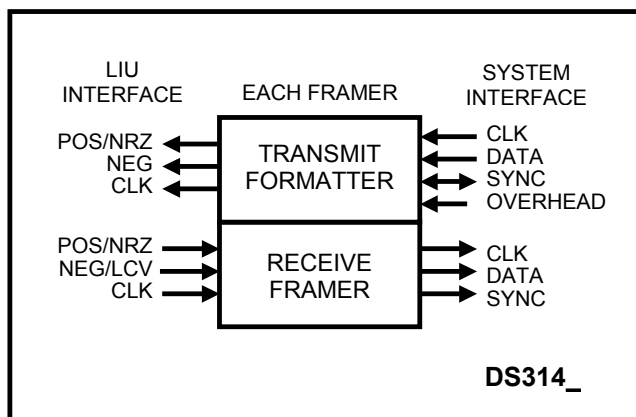 LIU
INTERFACE
EACH FRAMER
SYSTEM
INTERFACE
POS/NRZ
NEG
CLK
TRANSMIT
FORMATTER
CLK
DATA
SYNC
OVERHEAD
POS/NRZ
NEG/LCV
CLK
RECEIVE
FRAMER
CLK
DATA
SYNC
DS314_